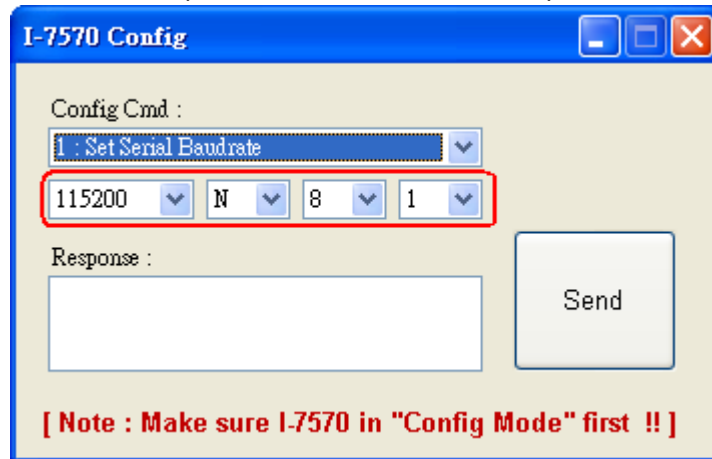 I-7570 Config
Config Cmd :
1 : Set Serial Baudrate
115200 N 8 1
Response :
Send
[ Note : Make sure I-7570 in "Config Mode" first !! ]